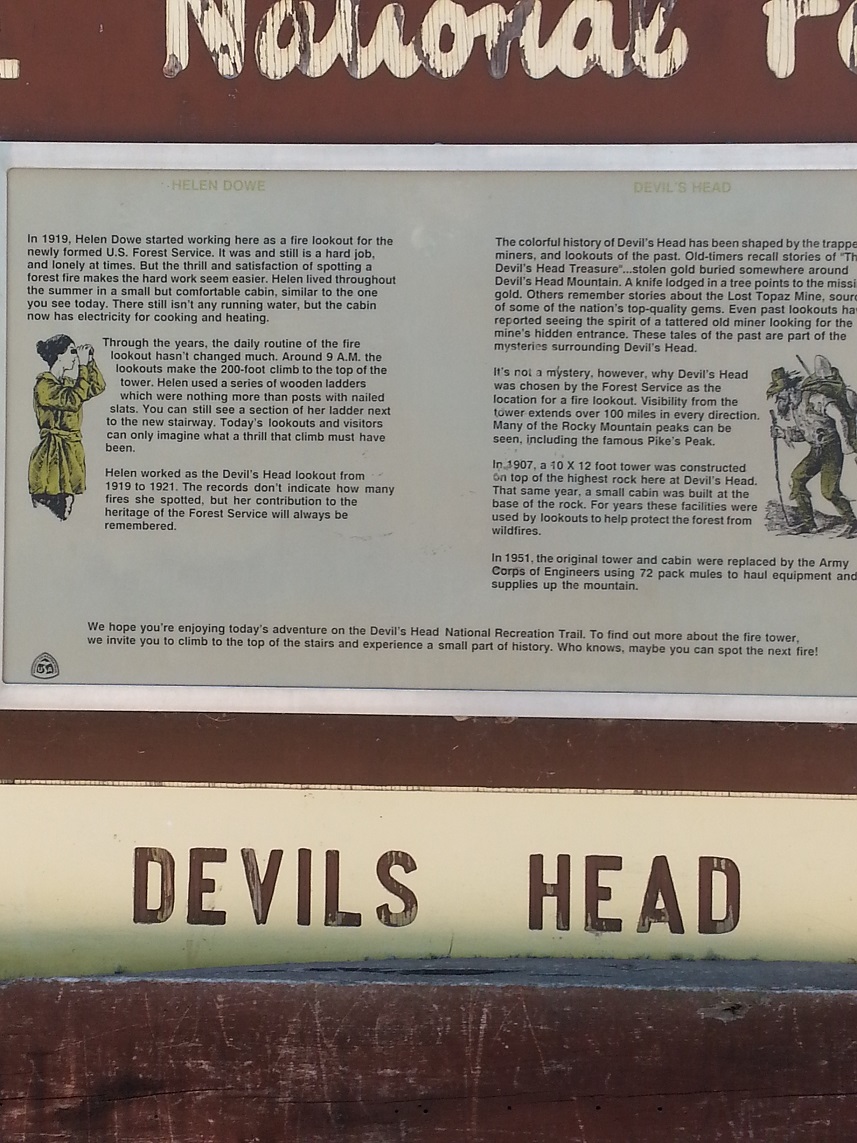 National
HELEN DOWE
In 1919, Helen Dowe started working here as a fire lookout for the
newly formed U.S. Forest Service. It was and still is a hard job,
and lonely at times. But the thrill and satisfaction of spotting a
forest fire makes the hard work seem easier. Helen lived throughout
the summer in a small but comfortable cabin, similar to the one
you see today. There still isn't any running water, but the cabin
now has electricity for cooking and heating.
Through the years, the daily routine of the fire
lookout hasn't changed much. Around 9 A.M. the
lookouts make the 200-foot climb to the top of the
tower. Helen used a series of wooden ladders
which were nothing more than posts with nailed
slats. You can still see a section of her ladder next
to the new stairway. Today's lookouts and visitors
can only imagine what a thrill that climb must have
been.
Helen worked as the Devil's Head lookout from
1919 to 1921. The records don't indicate how many
fires she spotted, but her contribution to the
heritage of the Forest Service will always be
remembered.
DEVIL'S HEAD
The colorful history of Devil's Head has been shaped by the trappe
miners, and lookouts of the past. Old-timers recall stories of "Th
Devil's Head Treasure"...stolen gold buried somewhere around
Devil's Head Mountain. A knife lodged in a tree points to the missi
gold. Others remember stories about the Lost Topaz Mine, sourc
of some of the nation's top-quality gems. Even past lookouts hav
reported seeing the spirit of a tattered old miner looking for the
mine's hidden entrance. These tales of the past are part of the
mysteries surrounding Devil's Head.
It's not a mystery, however, why Devil's Head
was chosen by the Forest Service as the
location for a fire lookout. Visibility from the
tower extends over 100 miles in every direction.
Many of the Rocky Mountain peaks can be
seen, including the famous Pike's Peak.
In 1907, a 10 X 12 foot tower was constructed
on top of the highest rock here at Devil's Head.
That same year, a small cabin was built at the
base of the rock. For years these facilities were
used by lookouts to help protect the forest from
wildfires.
In 1951, the original tower and cabin were replaced by the Army
Corps of Engineers using 72 pack mules to haul equipment and
supplies up the mountain.
We hope you're enjoying today's adventure on the Devil's Head National Recreation Trail. To find out more about the fire tower,
we invite you to climb to the top of the stairs and experience a small part of history. Who knows, maybe you can spot the next fire!
DEVILS HEAD